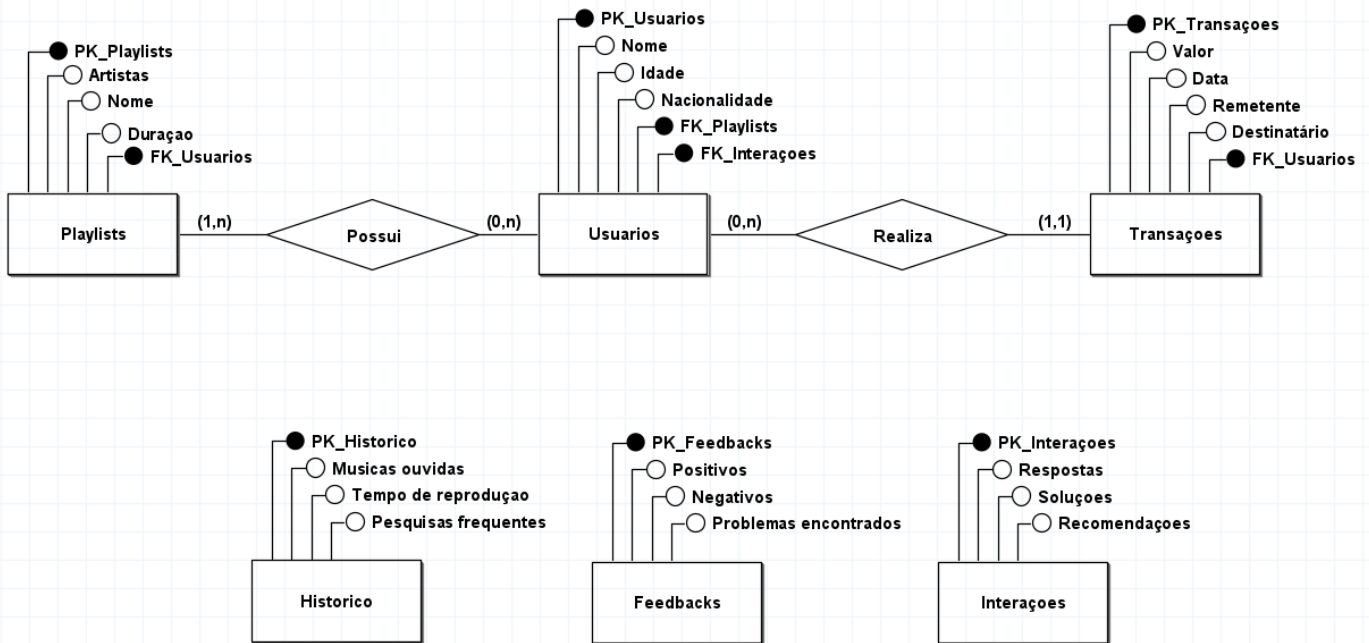 PK_Playlists
Artistas
Nome
Duraçao
FK_Usuarios
Playlists
(1,n)
Possui
(0,n)
PK_Usuarios
Nome
Idade
Nacionalidade
FK_Playlists
FK_Interaçoes
Usuarios
(0,n)
Realiza
(1,1)
PK_Transaçoes
Valor
Data
Remetente
Destinatário
FK_Usuarios
Transaçoes
PK_Historico
Musicas ouvidas
Tempo de reproduçao
Pesquisas frequentes
Historico
PK_Feedbacks
Positivos
Negativos
Problemas encontrados
Feedbacks
PK_Interaçoes
Respostas
Soluçoes
Recomendaçoes
Interaçoes